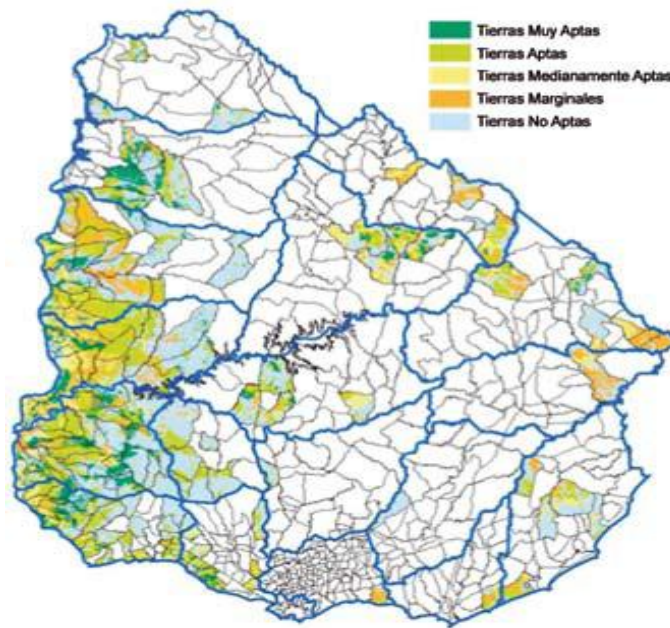 Tierras Muy Aptas
Tierras Aptas
Tierras Medianamente Aptas
Tierras Marginales
Tierras No Aptas